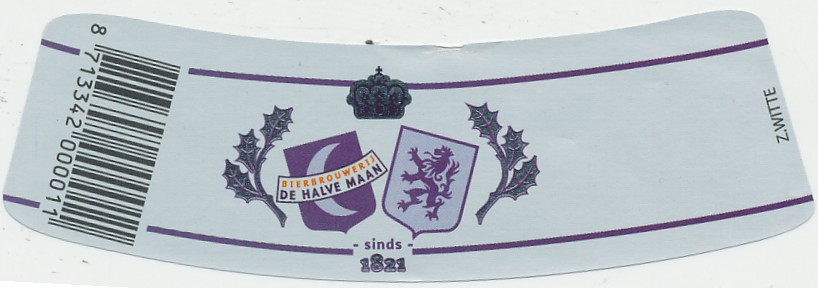 8 713342 000011
BIERBROUWERIJ
DE HALVE MAAN
- sinds -
1821
Z.WITTE